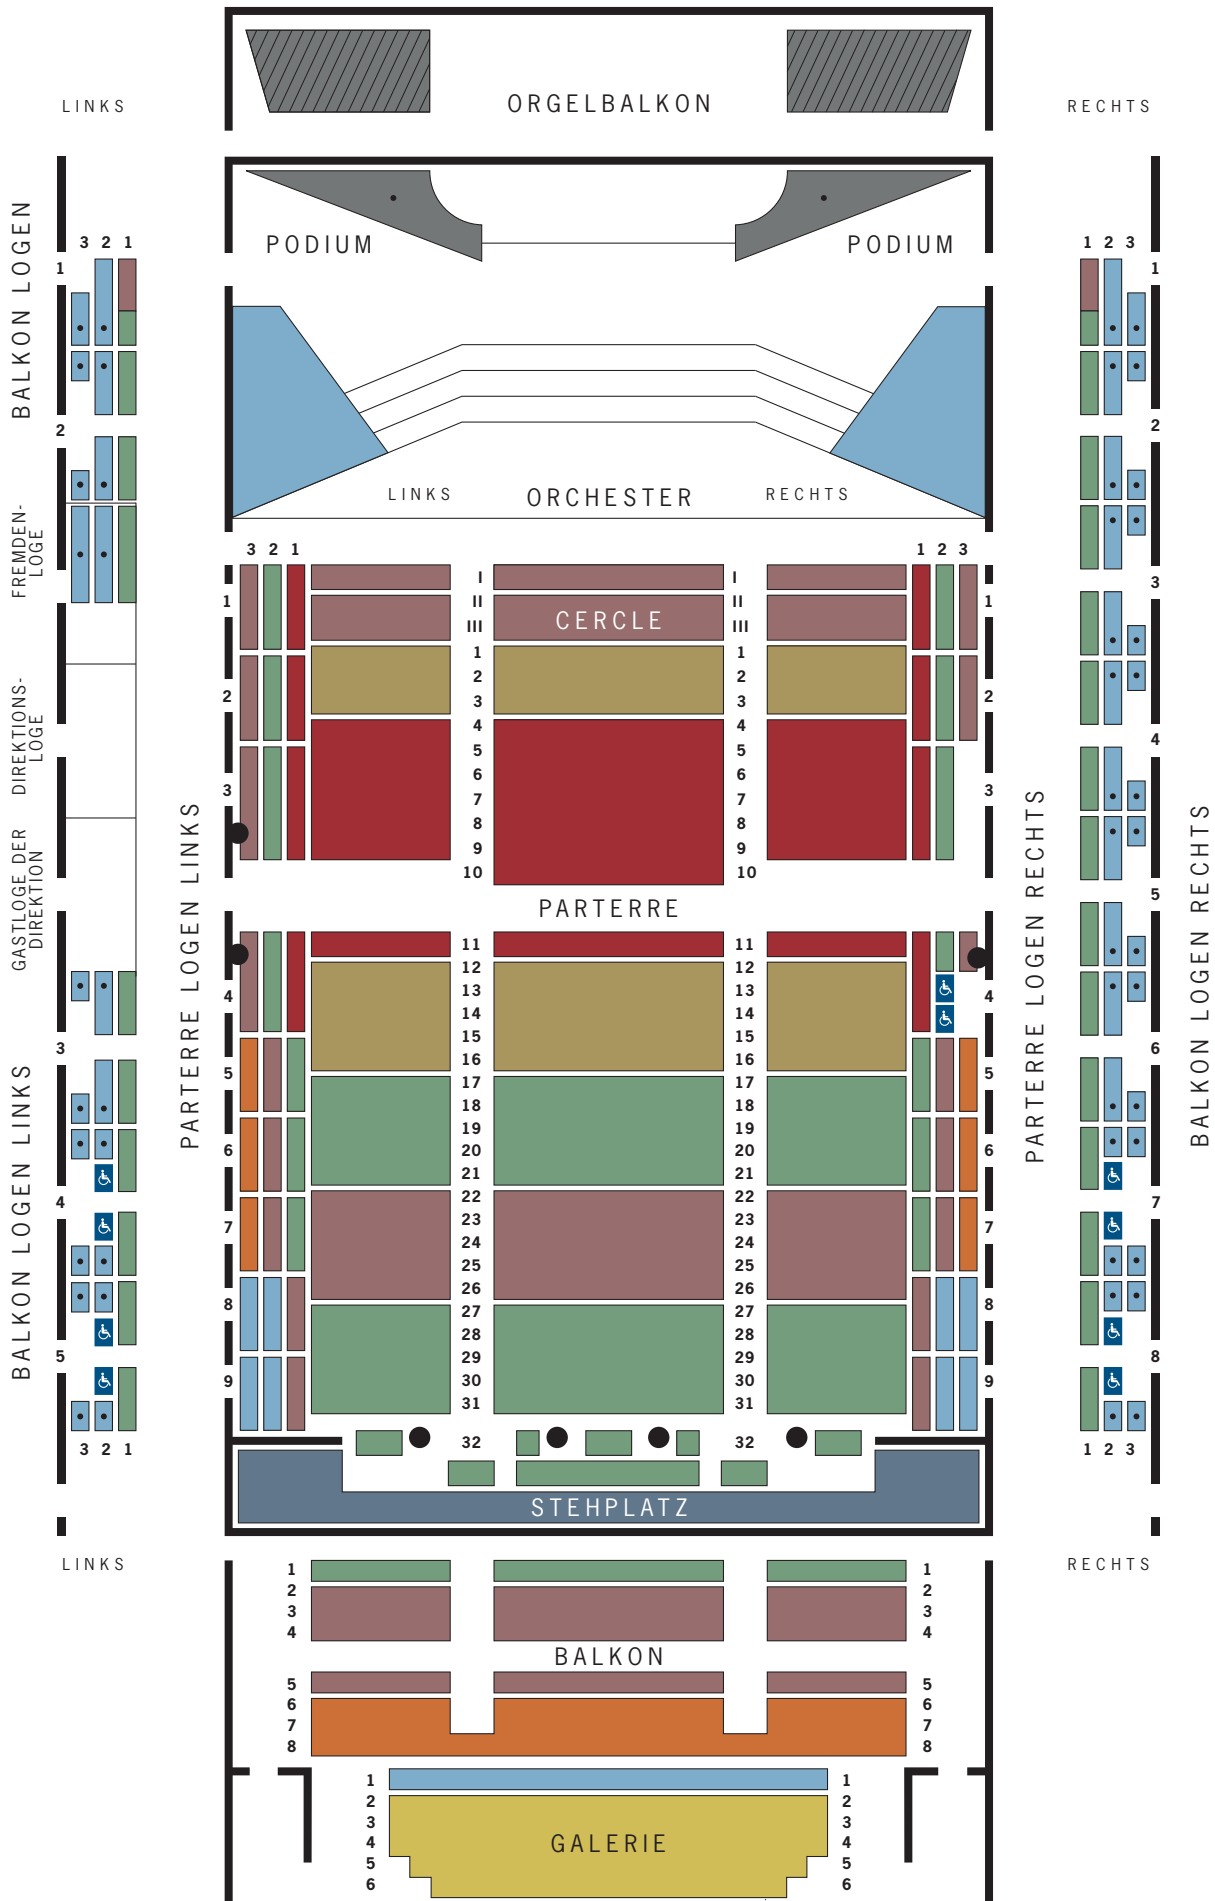 LINKS
ORGELBALKON
RECHTS
PODIUM
PODIUM
BALKON LOGEN
3 2 1
1
2
FREMDEN-
LOGE
DIREKTIONS-
LOGE
GASTLOGE DER
DIREKTION
BALKON LOGEN LINKS
3
4
5
3 2 1
LINKS
LINKS
ORCHESTER
RECHTS
PARTERRE LOGEN LINKS
3 2 1
1
2
3
4
5
6
7
8
9
I I
II II
CERCLE
III III
1 1
2 2
3 3
4 4
5 5
6 6
7 7
8 8
9 9
10 10
PARTERRE
11 11
12 12
13 13
14 14
15 15
16 16
17 17
18 18
19 19
20 20
21 21
22 22
23 23
24 24
25 25
26 26
27 27
28 28
29 29
30 30
31 31
32 32
STEHPLATZ
1 2 3
1
2
3
4
5
6
7
8
9
PARTERRE LOGEN RECHTS
1 2 3
1
2
3
4
5
6
7
8
1 2 3
BALKON LOGEN RECHTS
RECHTS
1 1
2 2
3 3
4 4
BALKON
5 5
6 6
7 7
8 8
1 1
2 2
3 3
GALERIE
4 4
5 5
6 6